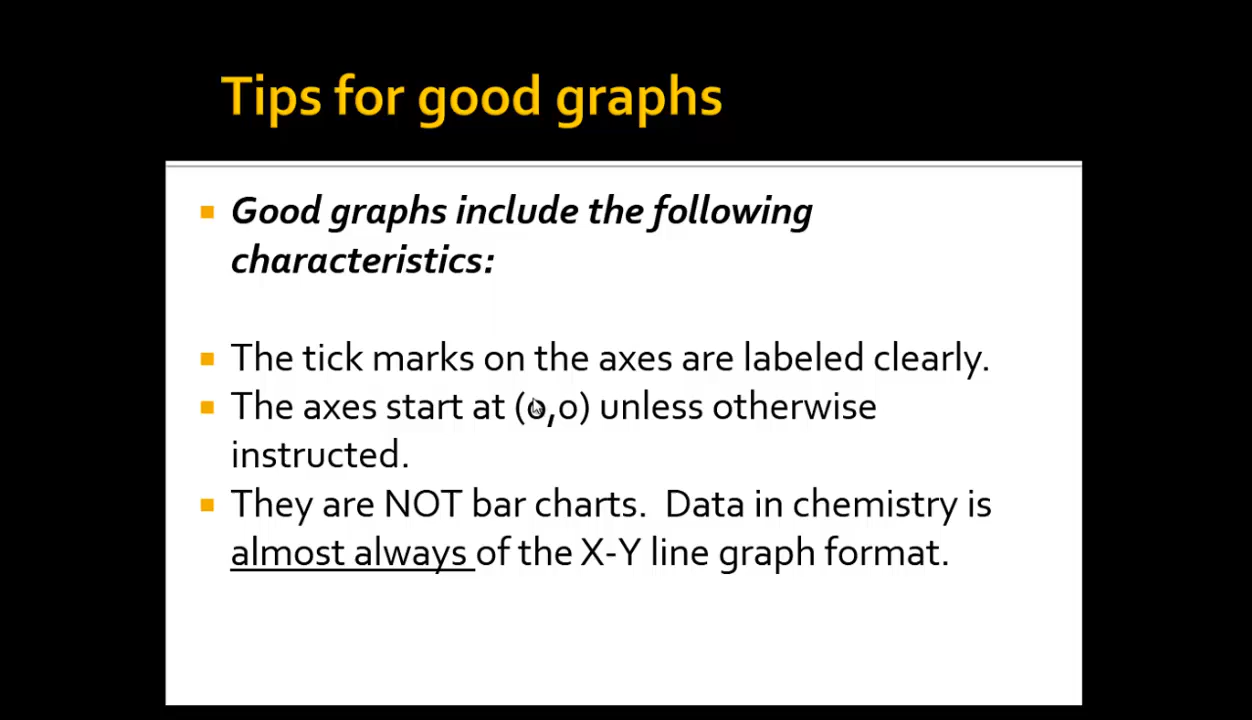 Tips for good graphs
Good graphs include the following
characteristics:
The tick marks on the axes are labeled clearly.
The axes start at (0,0) unless otherwise
instructed.
They are NOT bar charts. Data in chemistry is
almost always of the X-Y line graph format.